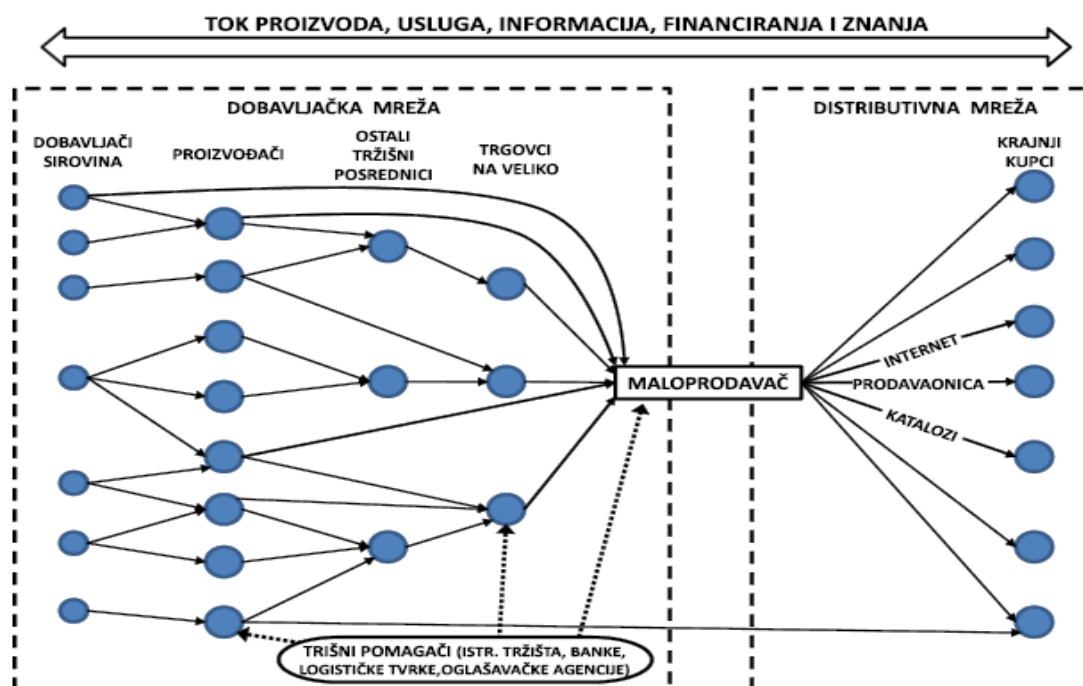 TOK PROIZVODA, USLUGA, INFORMACIJA, FINANCIRANJA I ZNANJA
DOBAVLJAČKA MREŽA
DISTRIBUTIVNA MREŽA
DOBAVLJAČI
SIROVINA
PROIZVOĐAČI
OSTALI
TRŽIŠNI
POSREDNICI
TRGOVCI
NA VELIKO
KRAJNJI
KUPCI
MALOPRODAVAČ
INTERNET
PRODAVAONICA
KATALOZI
TRIŠNI POMAGAČI (ISTR. TRŽIŠTA, BANKE,
LOGISTIČKE TVRKE,OGLAŠAVAČKE AGENCIJE)